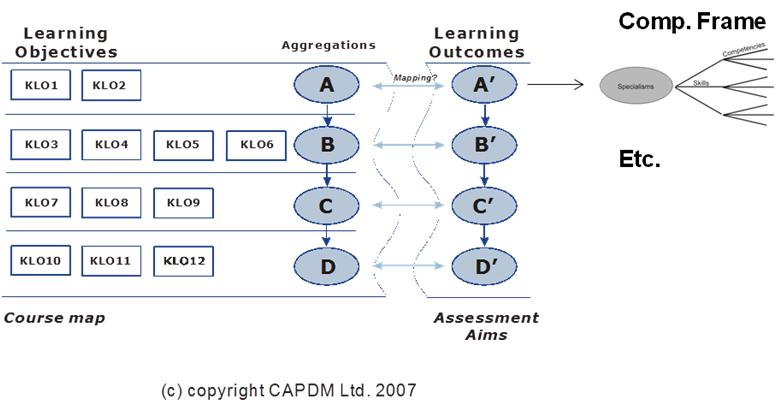 Learning
Objectives
Aggregations
Learning
Outcomes
Comp. Frame
KLO1 KLO2
A
Mapping?
A′
Specialisms
Skills
Competencies
KLO3 KLO4 KLO5 KLO6
B
B′
Etc.
KLO7 KLO8 KLO9
C
C′
KLO10 KLO11 KLO12
D
D′
Course map
Assessment
Aims
(c) copyright CAPDM Ltd. 2007